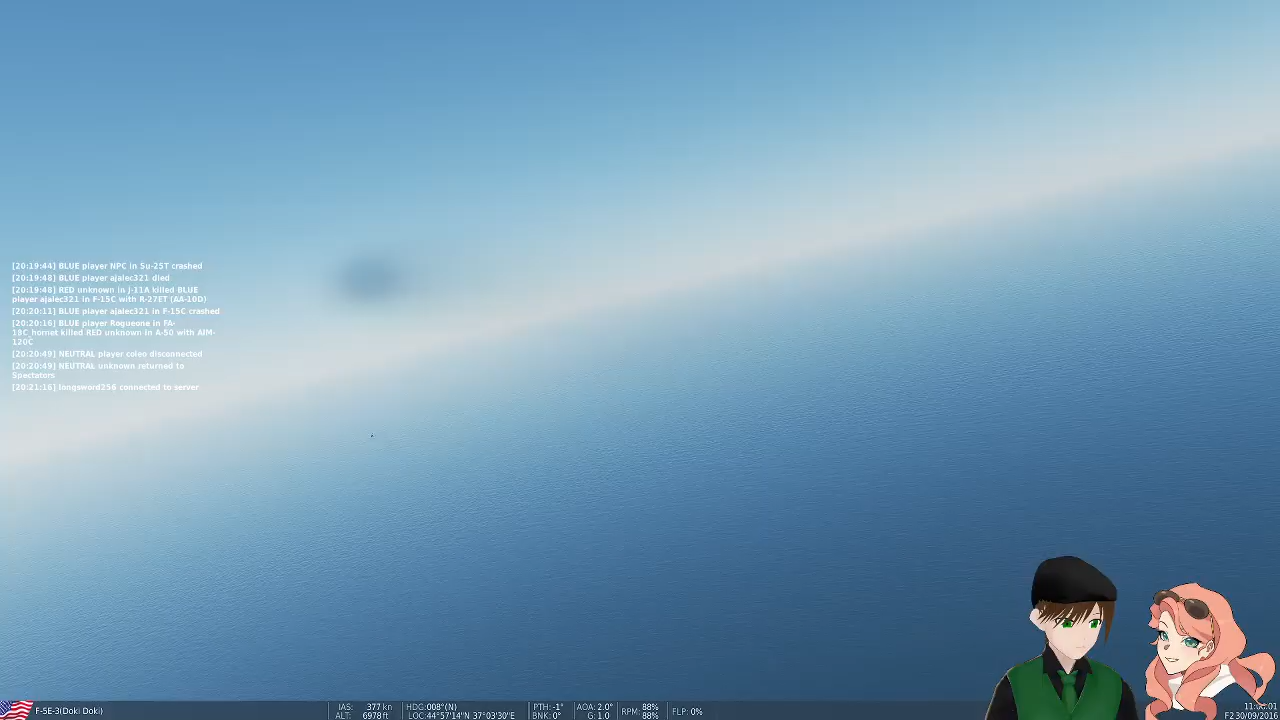 [20:19:44] BLUE player NPC in Su-25T crashed
[20:19:48] BLUE player ajalec321 died
[20:19:48] RED unknown in J-11A killed BLUE
player ajalec321 in F-15C with R-27ET (AA-10D)
[20:20:11] BLUE player ajalec321 in F-15C crashed
[20:20:16] BLUE player Rogueone in FA-
18C_hornet killed RED unknown in A-50 with AIM-
120C
[20:20:49] NEUTRAL player coleo disconnected
[20:20:49] NEUTRAL unknown returned to
Spectators
[20:21:16] longsword256 connected to server
F-5E-3(Doki Doki)
IAS: 377 kn
ALT: 6978 ft
HDG:008°(N)
LOC:44°57'14"N 37°03'30"E
PTH: -1°
BNK: 0°
AOA: 2.0°
G: 1.0
RPM: 88%
88%
FLP: 0%